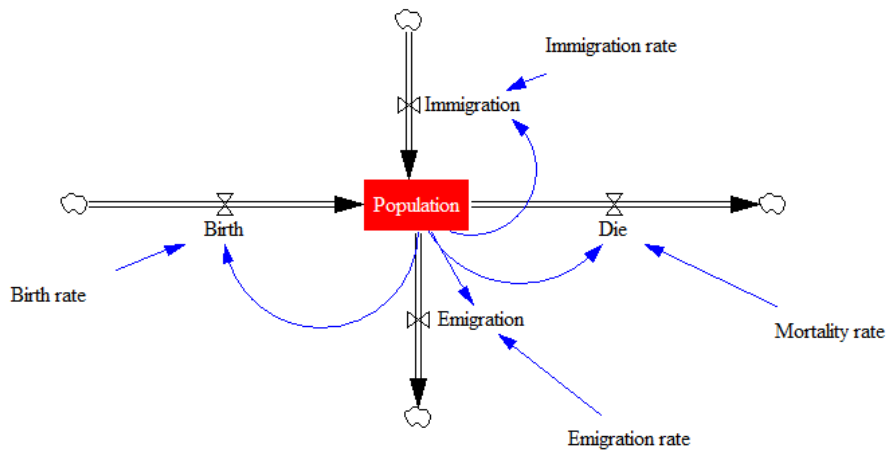 Immigration rate
Immigration
Population
Birth
Die
Birth rate
Emigration
Mortality rate
Emigration rate